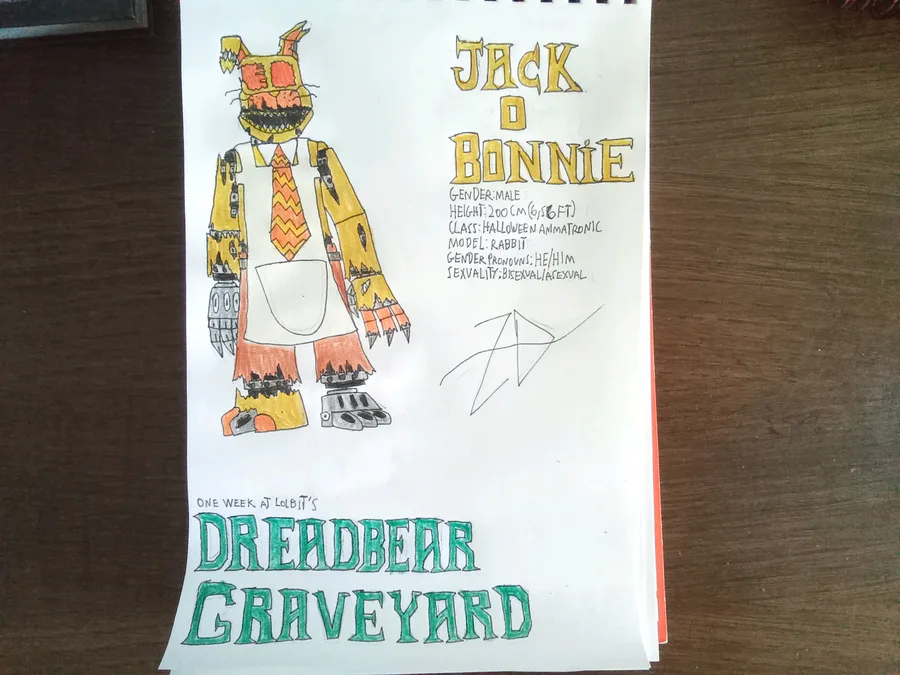 JACK
O
BONNIE
GENDER:MALE
HEIGHT:200CM(6,56FT)
CLASS:HALLOWEEN ANIMATRONIC
MODEL:RABBIT
GENDER PRONOUNS:HE/HIM
SEXUALITY:BISEXUAL/ASEXUAL
ONE WEEK AT LOLBIT'S
DREADBEAR
GRAVEYARD